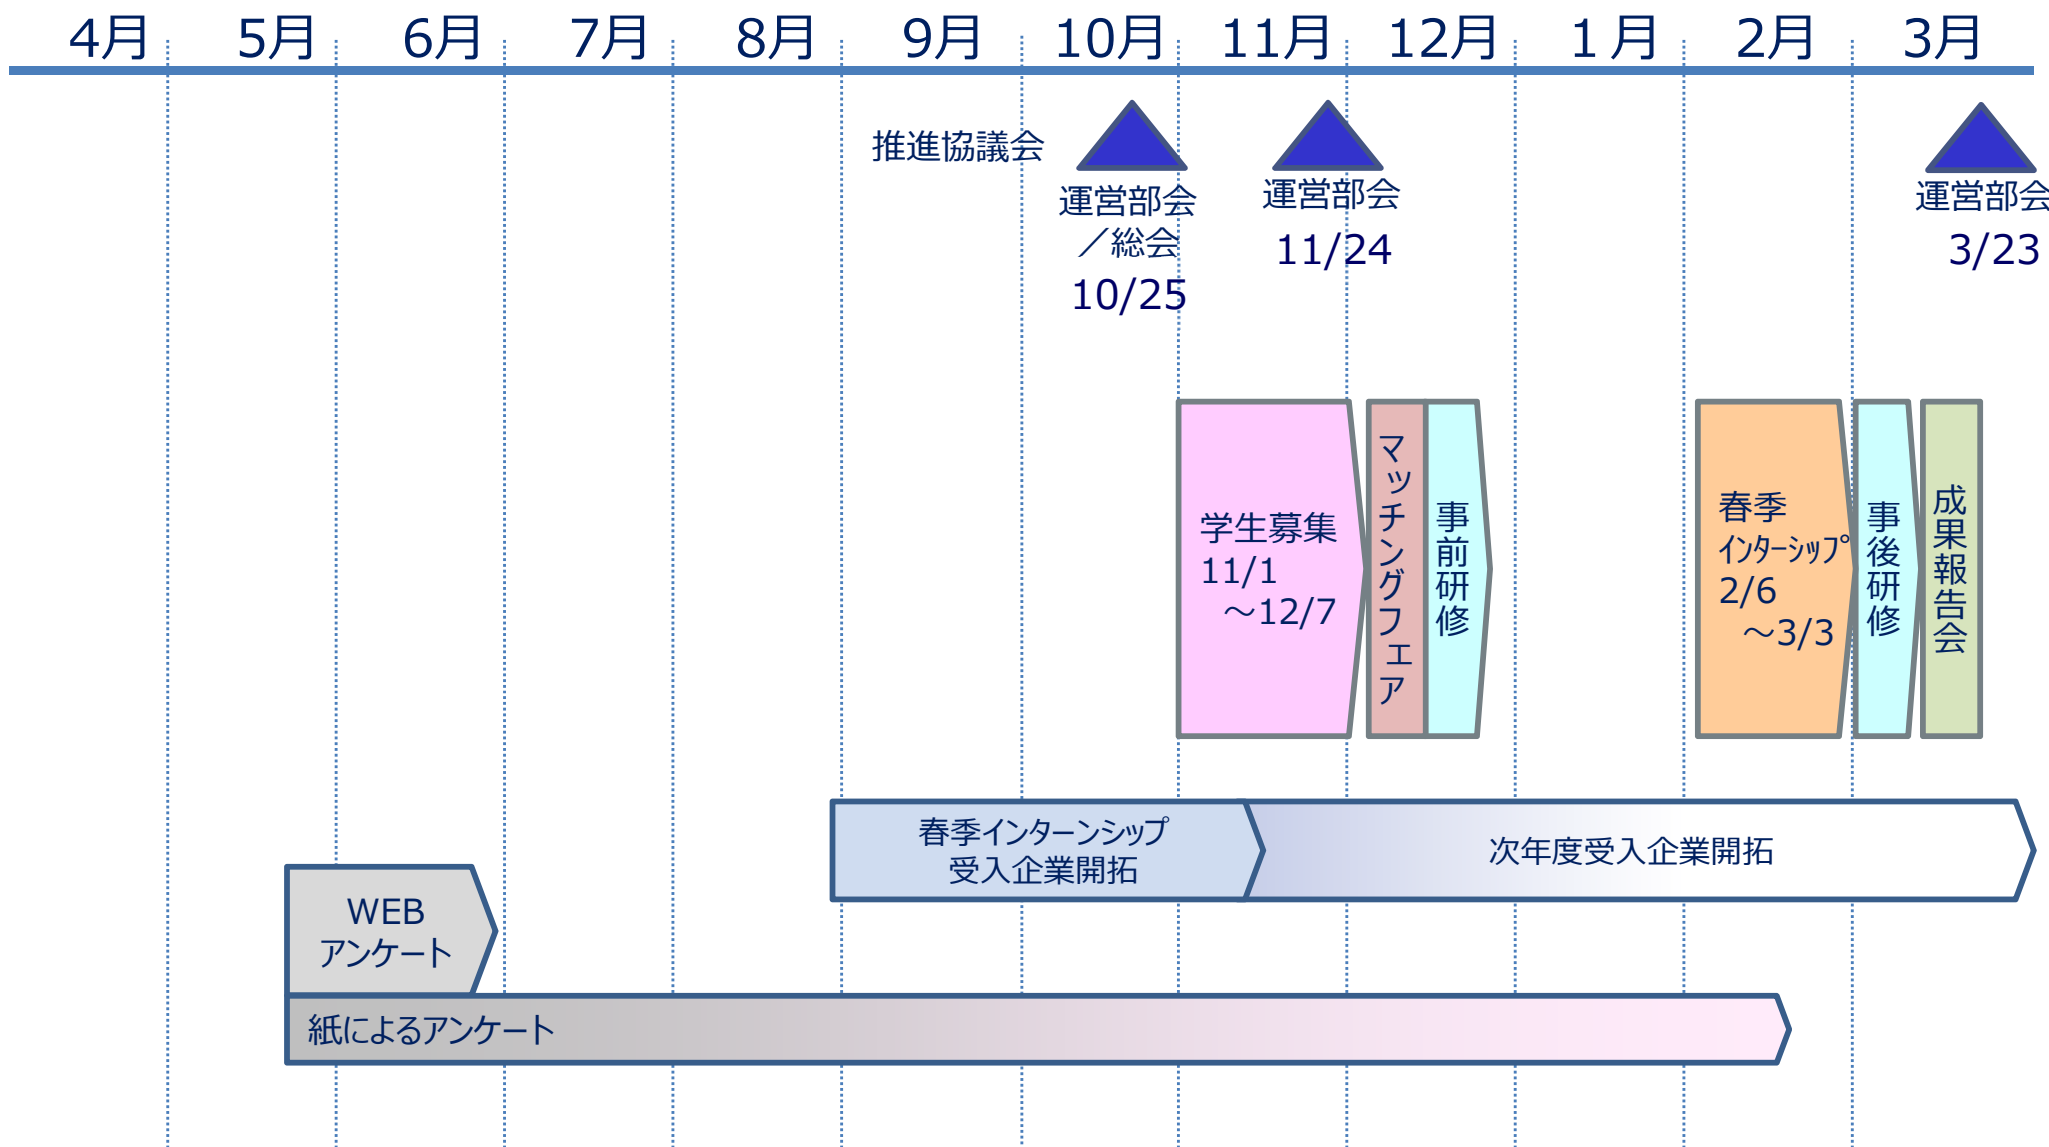 4月 5月 6月 7月 8月 9月 10月 11月 12月 1月 2月 3月
推進協議会
運営部会
／総会
10/25
運営部会
11/24
運営部会
3/23
学生募集
11/1
～12/7
マッチングフェア
事前研修
春季
ｲﾝﾀｰｼｯﾌﾟ
2/6
～3/3
事後研修
成果報告会
春季インターンシップ
受入企業開拓
次年度受入企業開拓
WEB
アンケート
紙によるアンケート